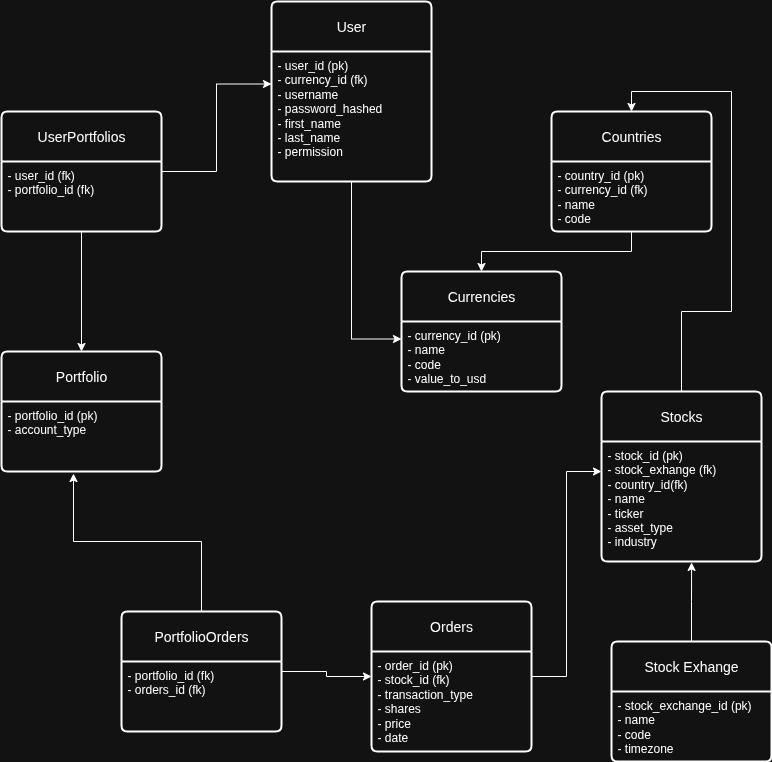 User
- user_id (pk)
- currency_id (fk)
- username
- password_hashed
- first_name
- last_name
- permission
UserPortfolios
- user_id (fk)
- portfolio_id (fk)
Countries
- country_id (pk)
- currency_id (fk)
- name
- code
Currencies
- currency_id (pk)
- name
- code
- value_to_usd
Portfolio
- portfolio_id (pk)
- account_type
Stocks
- stock_id (pk)
- stock_exhange (fk)
- country_id(fk)
- name
- ticker
- asset_type
- industry
PortfolioOrders
- portfolio_id (fk)
- orders_id (fk)
Orders
- order_id (pk)
- stock_id (fk)
- transaction_type
- shares
- price
- date
Stock Exhange
- stock_exchange_id (pk)
- name
- code
- timezone